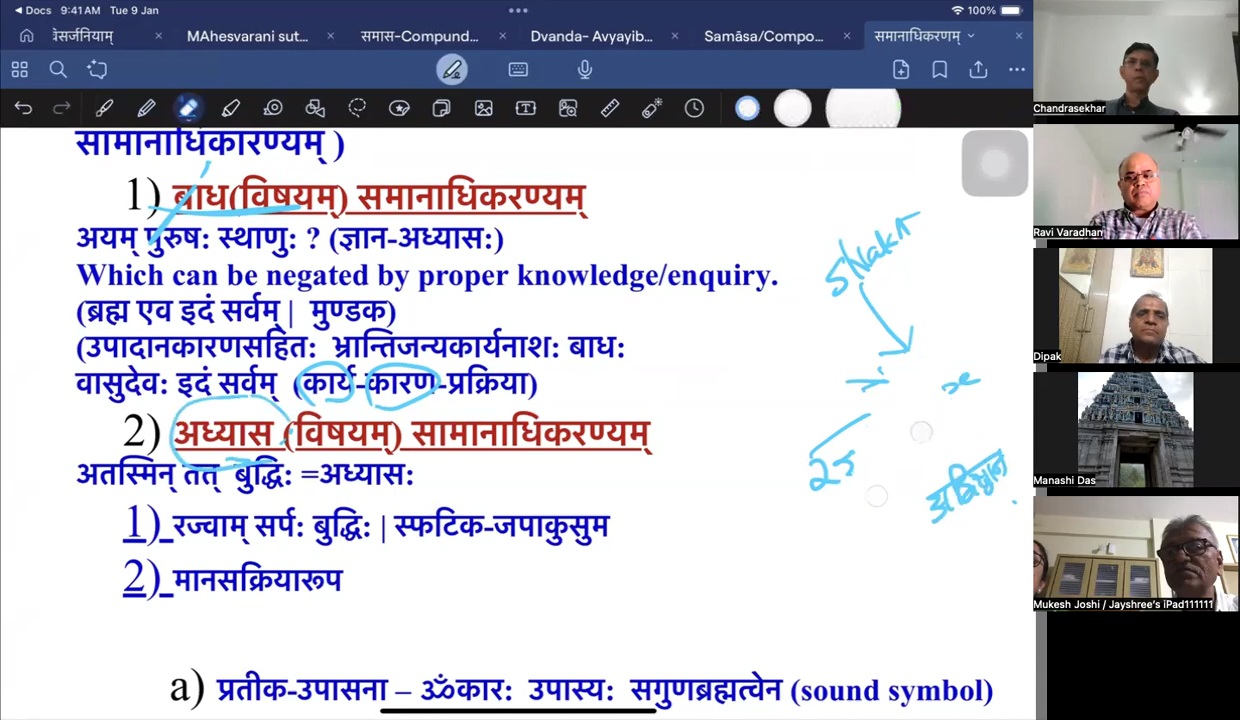 Docs 9:41 AM Tue 9 Jan 100%
वेसर्जनियाम् MAhesvarani sut... समास-Compund... Dvanda- Avyayib... Samāsa/Compo... समानाधिकरणम्
सामानाधिकारण्यम् )
1) बाध(विषयम्) समानाधिकरण्यम्
अयम् पुरुष: स्थाणु: ? (ज्ञान-अध्यास:)
Which can be negated by proper knowledge/enquiry.
(ब्रह्म एव इदं सर्वम् | मुण्डक)
(उपादानकारणसहित: भ्रान्तिजन्यकार्यनाश: बाध:
वासुदेव: इदं सर्वम् (कार्य-कारण-प्रक्रिया)
2) अध्यास (विषयम्) सामानाधिकरण्यम्
अतस्मिन् तत् बुद्धि: =अध्यास:
1) रज्वाम् सर्प: बुद्धि: | स्फटिक-जपाकुसुम
2) मानसक्रियारूप
a) प्रतीक-उपासना – ॐकार: उपास्य: सगुणब्रह्मत्वेन (sound symbol)
Chandrasekhar
Ravi Varadhan
Dipak
Manashi Das
Mukesh Joshi / Jayshree's iPad111111